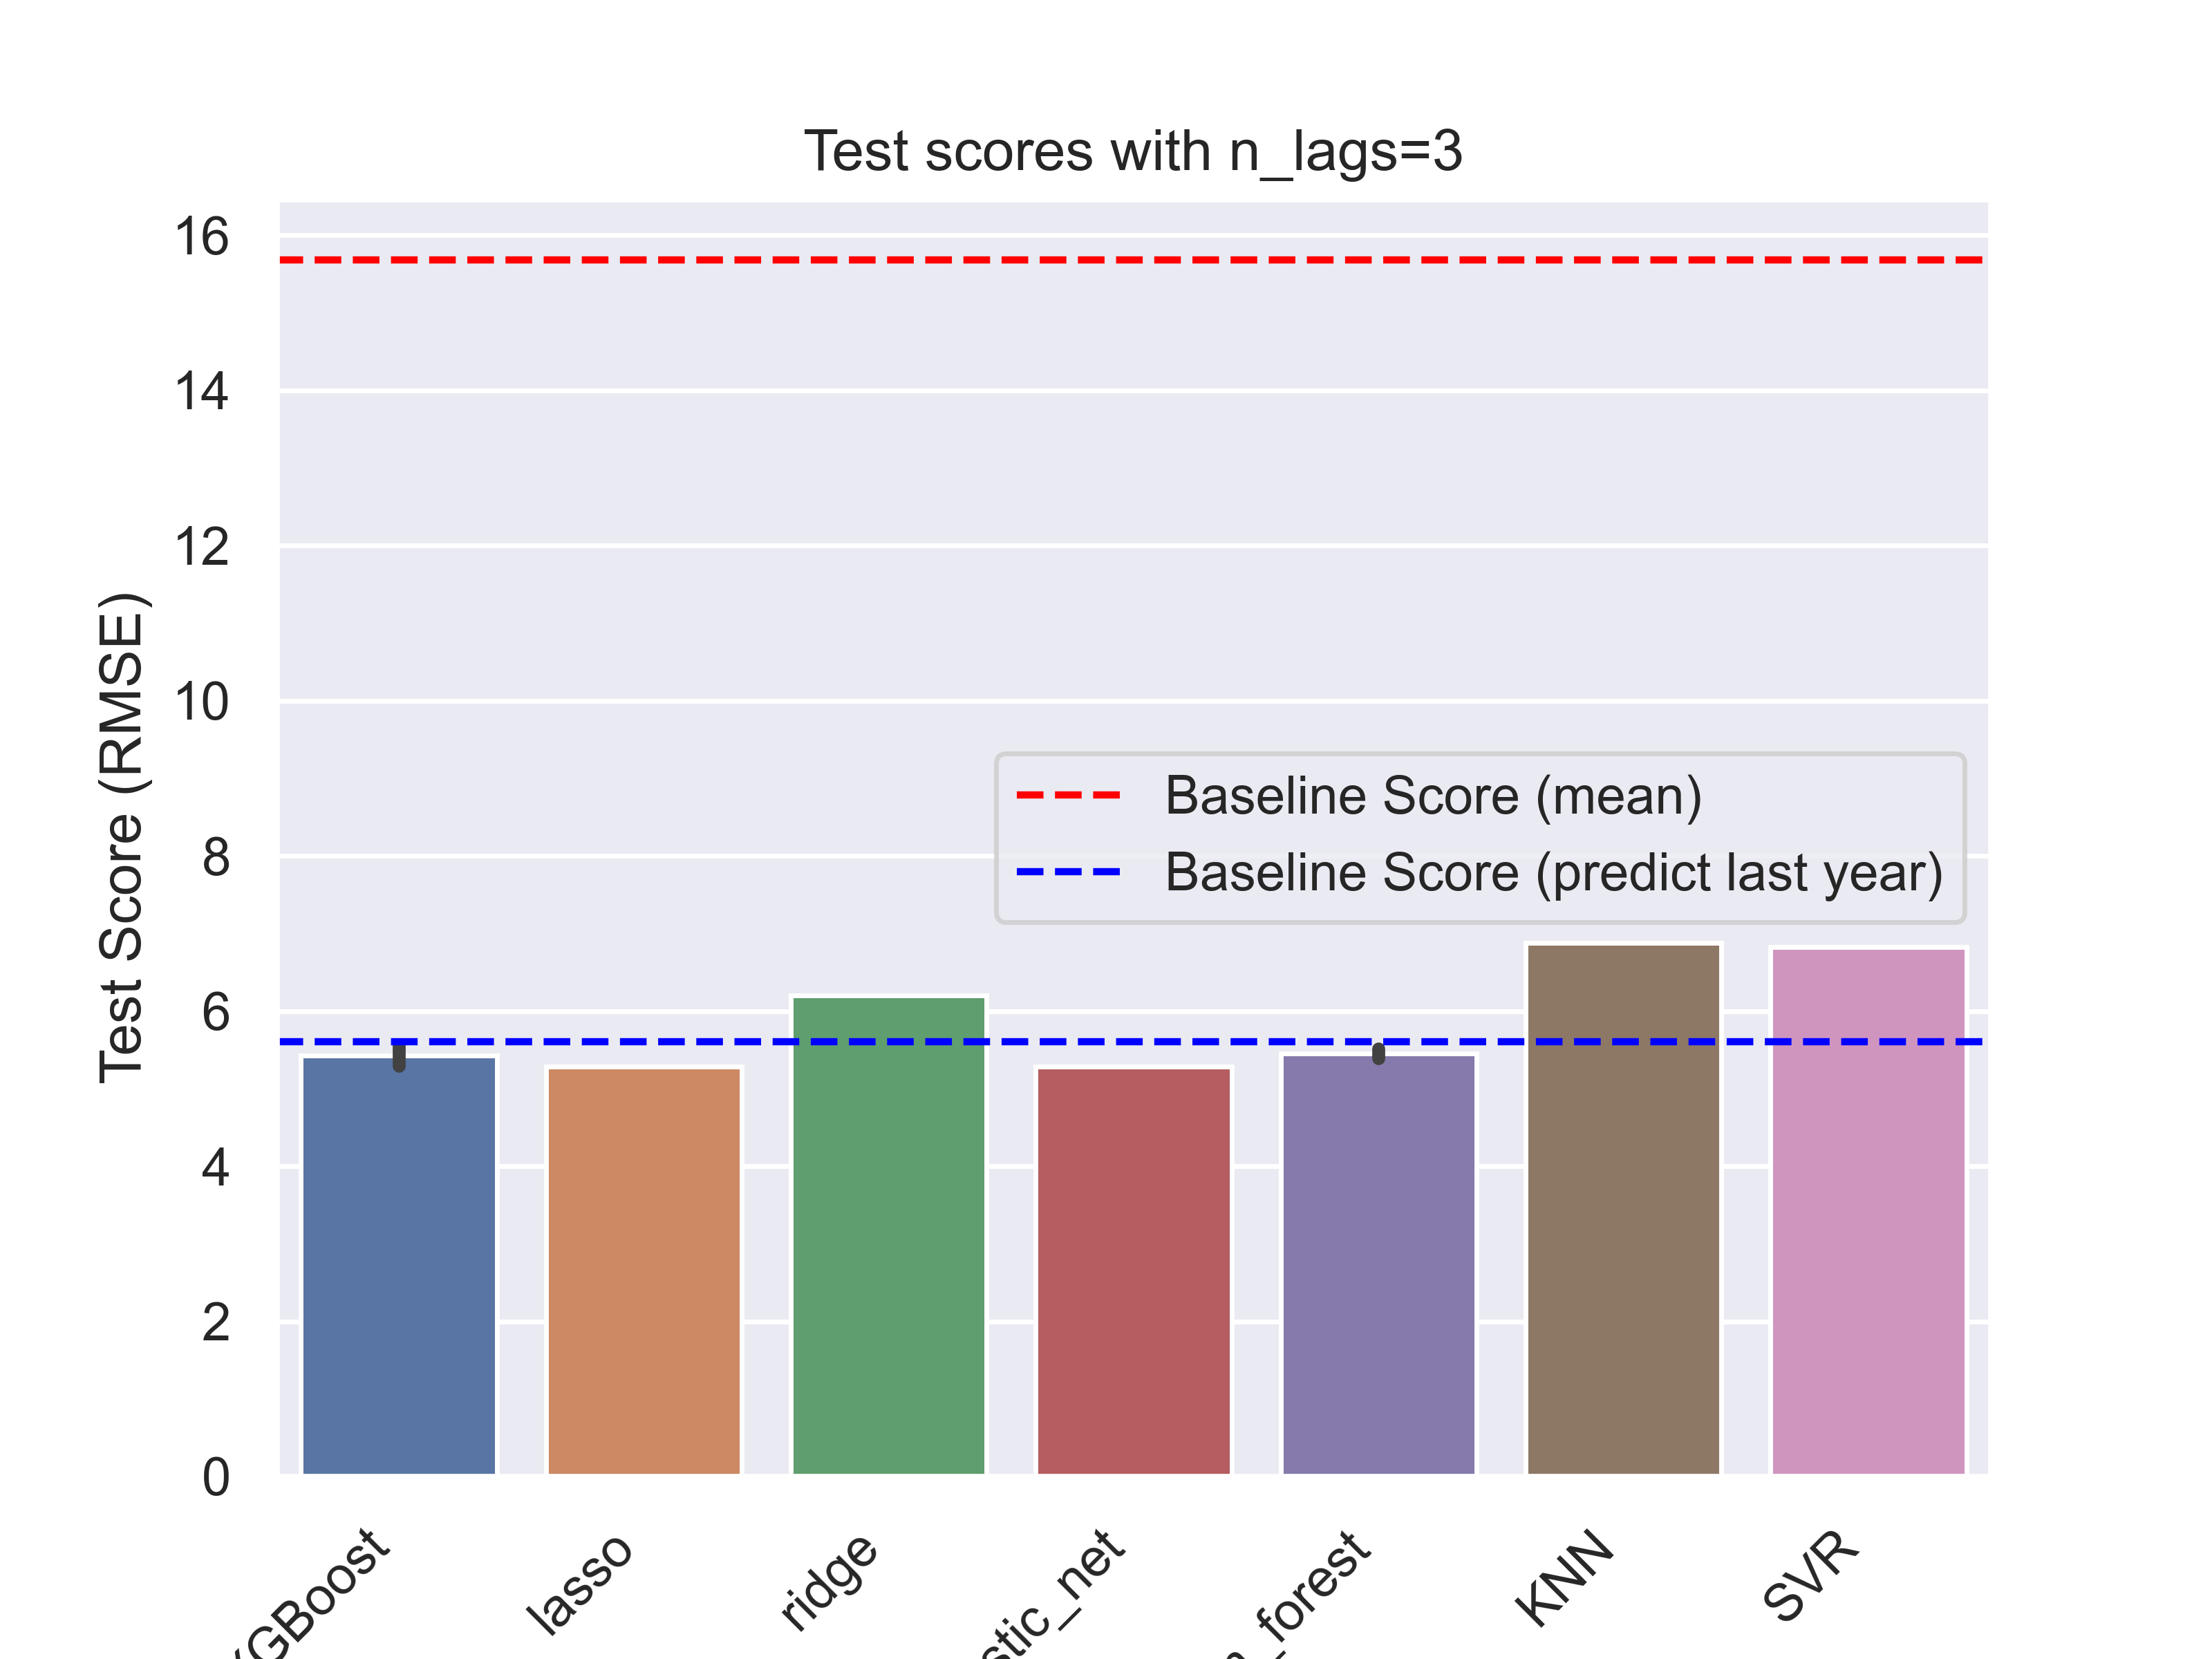 Test scores with n_lags=3
Test Score (RMSE)
16
14
12
10
8
6
4
2
0
Baseline Score (mean)
Baseline Score (predict last year)
lasso
ridge
KNN
SVR